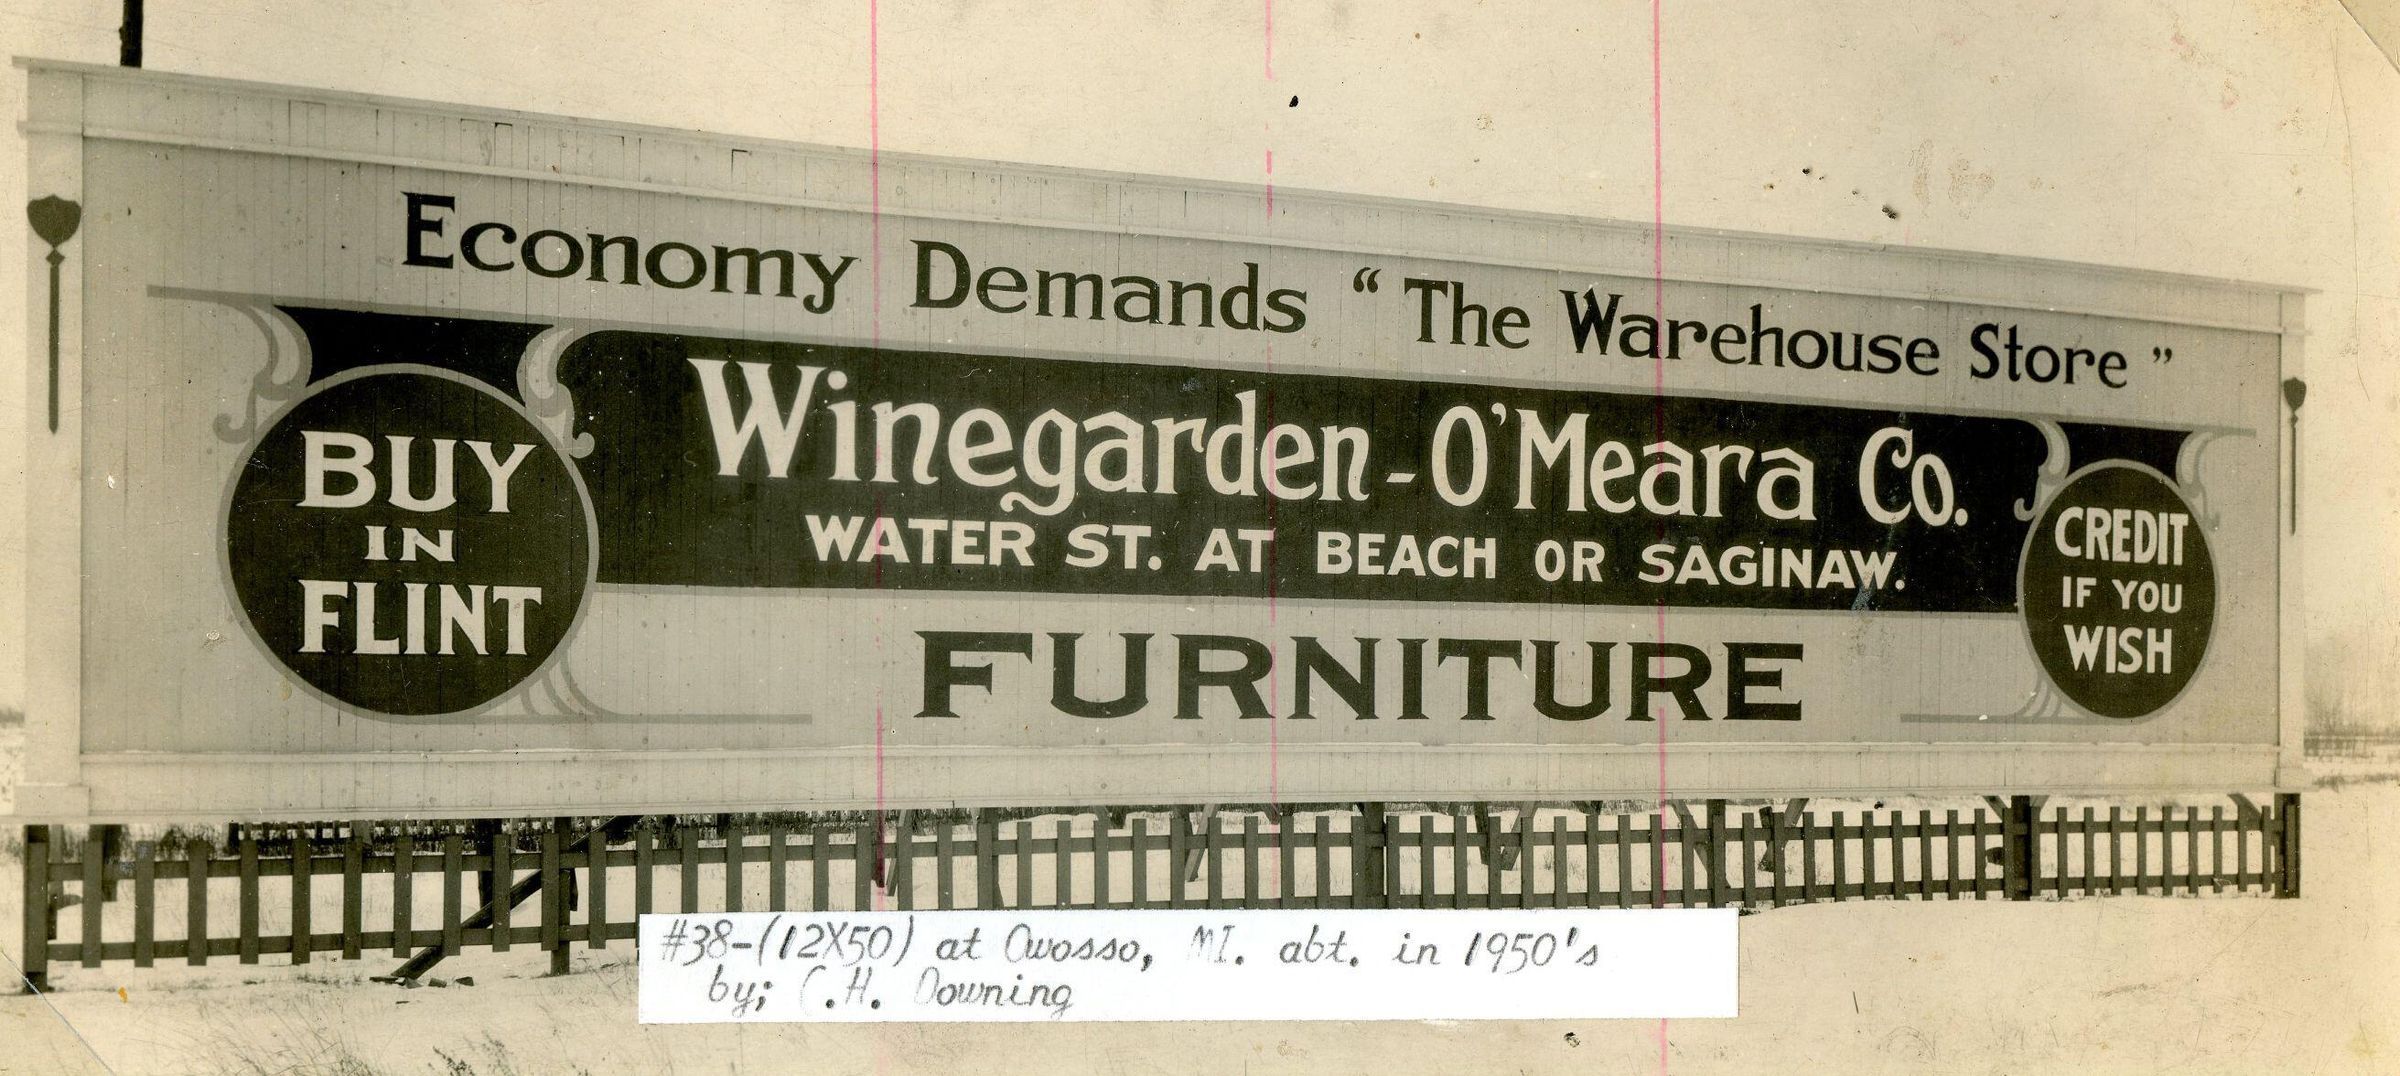 Economy Demands “The Warehouse Store”
BUY
IN
FLINT
Winegarden-O'Meara Co.
WATER ST. AT BEACH OR SAGINAW.
FURNITURE
CREDIT
IF YOU
WISH
#38-(12X50) at Owosso, MI. abt. in 1950's
by; C.H. Downing